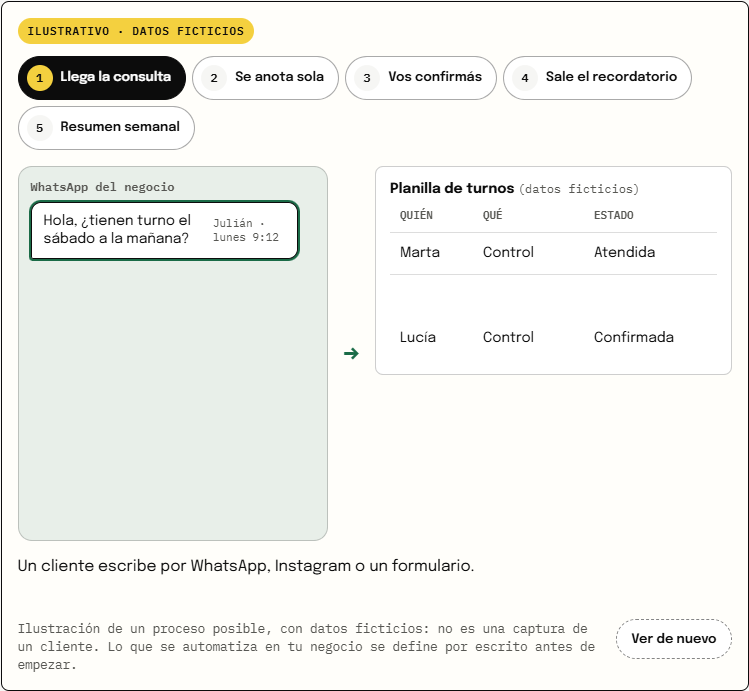 ILUSTRATIVO · DATOS FICTICIOS
1 Llega la consulta
2 Se anota sola
3 Vos confirmás
4 Sale el recordatorio
5 Resumen semanal
WhatsApp del negocio
Hola, ¿tienen turno el
sábado a la mañana?
Julián ·
lunes 9:12
→
Planilla de turnos (datos ficticios)
QUIÉN QUÉ ESTADO
Marta Control Atendida
Lucía Control Confirmada
Un cliente escribe por WhatsApp, Instagram o un formulario.
Ilustración de un proceso posible, con datos ficticios: no es una captura de
un cliente. Lo que se automatiza en tu negocio se define por escrito antes de
empezar.
Ver de nuevo